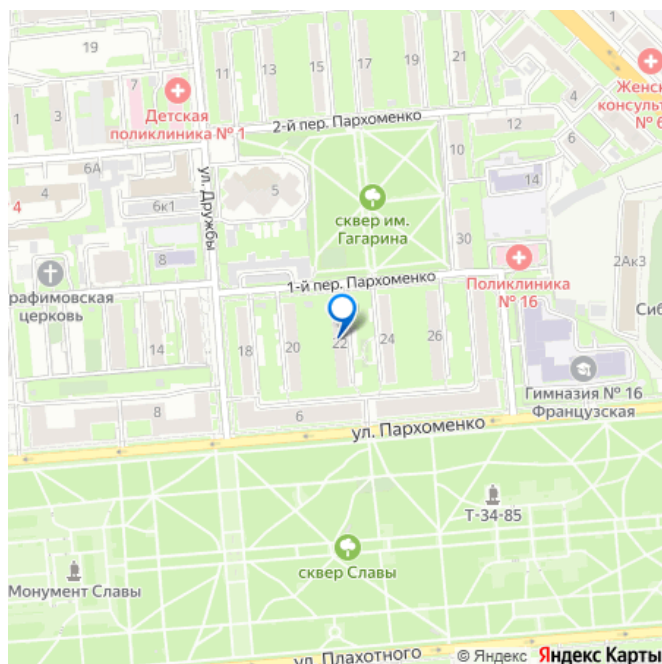 19
11
13
15
17
19
21
1
7
1
3
Детская
поликлиника № 1
Женск
консульт
№ 6
4
2-й пер. Пархоменко
12
6
10
6А
4
4
ул. Дружбы
5
14
6к1
сквер им.
Гагарина
30
8
2Ак3
рафимовская
церковь
1-й пер. Пархоменко
Поликлиника
№ 16
Сиб
14
18
20
22
24
26
Гимназия № 16
Французская
8
6
ул. Пархоменко
Т-34-85
сквер Славы
Монумент Славы
ул. Плахотного
© Яндекс Яндекс Карты